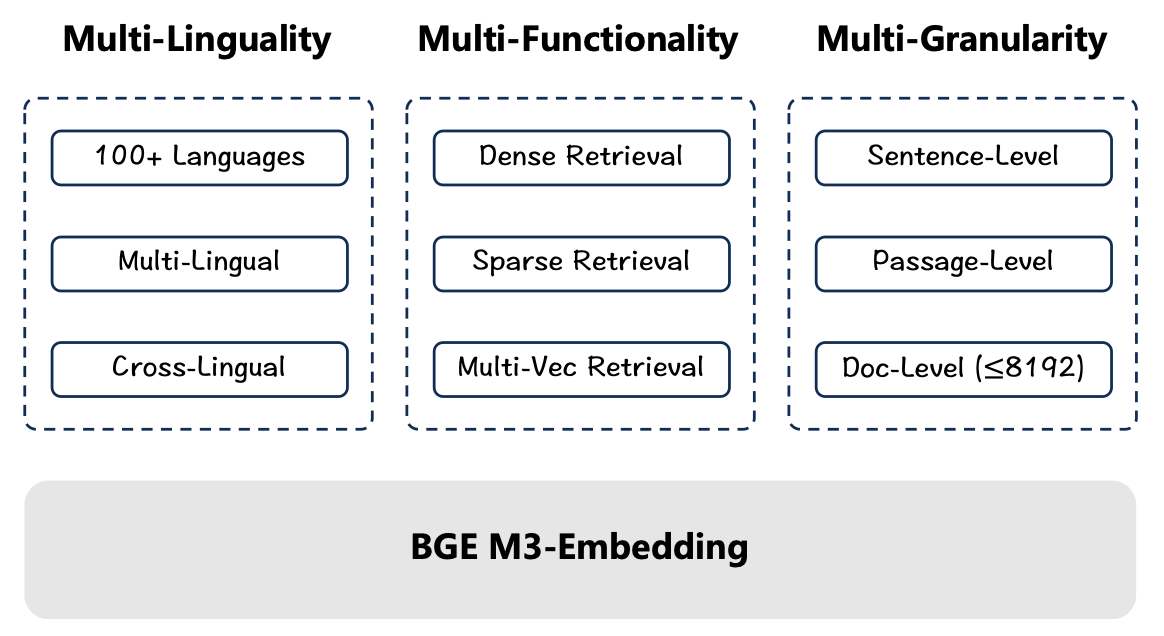 Multi-Linguality
100+ Languages
Multi-Lingual
Cross-Lingual
Multi-Functionality
Dense Retrieval
Sparse Retrieval
Multi-Vec Retrieval
Multi-Granularity
Sentence-Level
Passage-Level
Doc-Level (≤8192)
BGE M3-Embedding